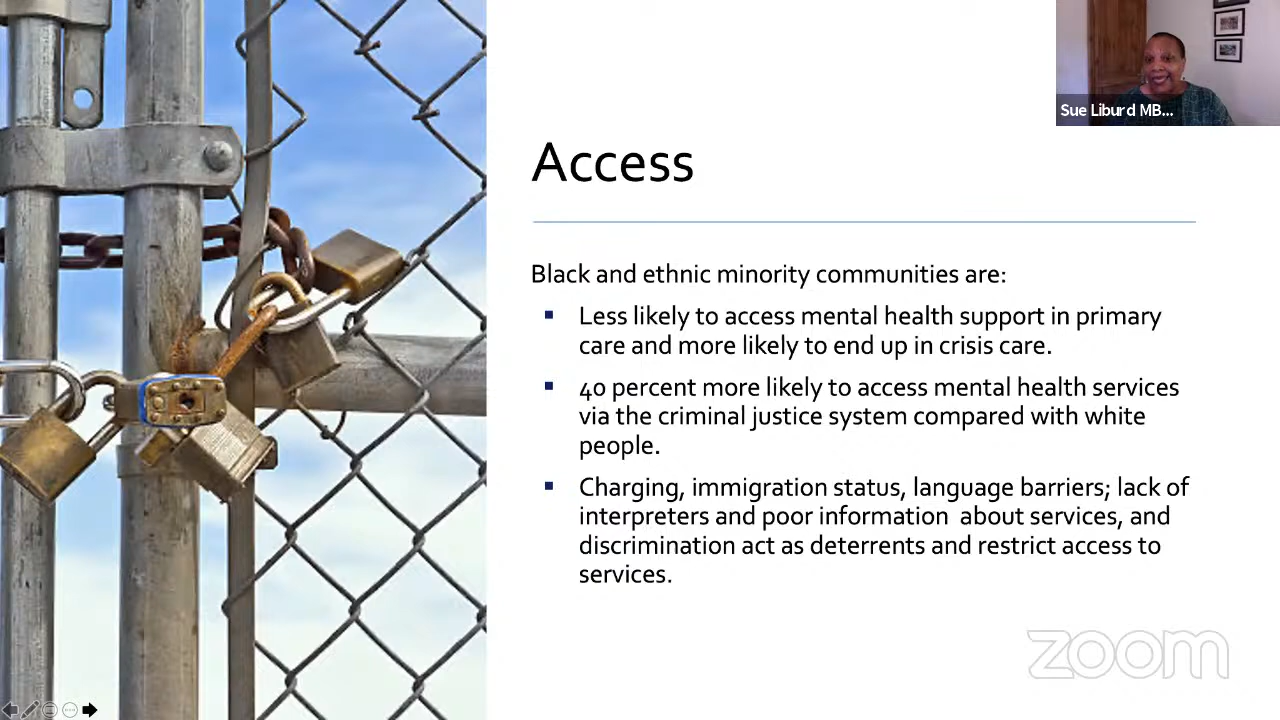 Sue Liburd MB...
Access
Black and ethnic minority communities are:
▪ Less likely to access mental health support in primary
care and more likely to end up in crisis care.
▪ 40 percent more likely to access mental health services
via the criminal justice system compared with white
people.
▪ Charging, immigration status, language barriers; lack of
interpreters and poor information  about services, and
discrimination act as deterrents and restrict access to
services.
zoom